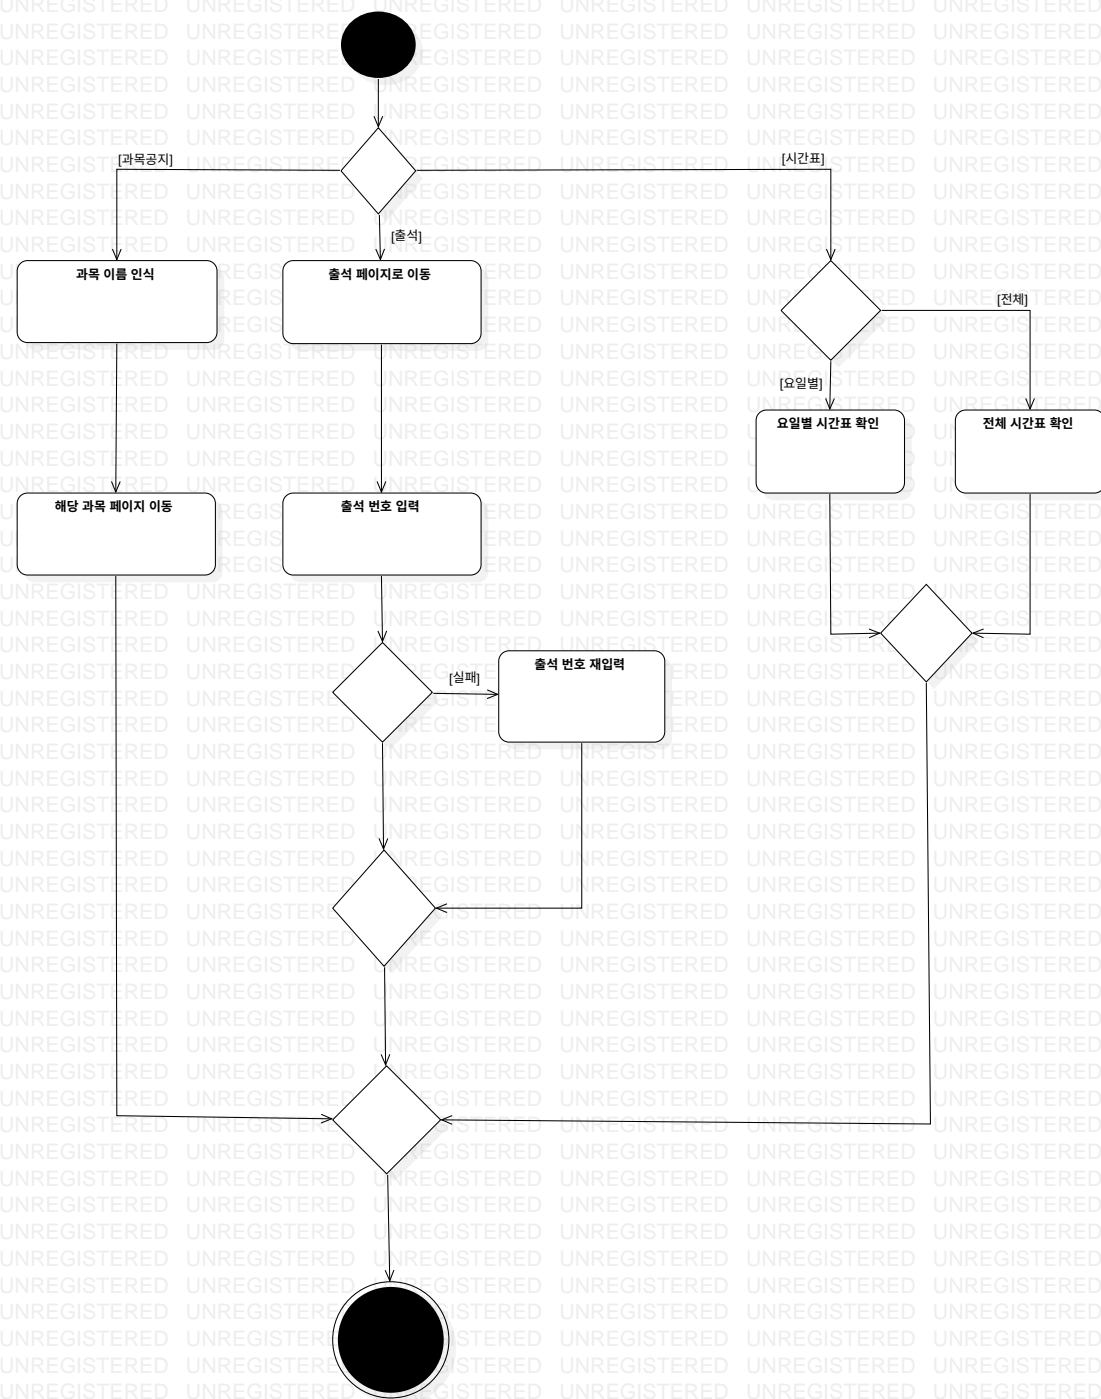 [과목공지]
[시간표]
[출석]
과목 이름 인식
출석 페이지로 이동
[전체]
[요일별]
요일별 시간표 확인
전체 시간표 확인
해당 과목 페이지 이동
출석 번호 입력
[실패]
출석 번호 재입력
UNREGISTERED